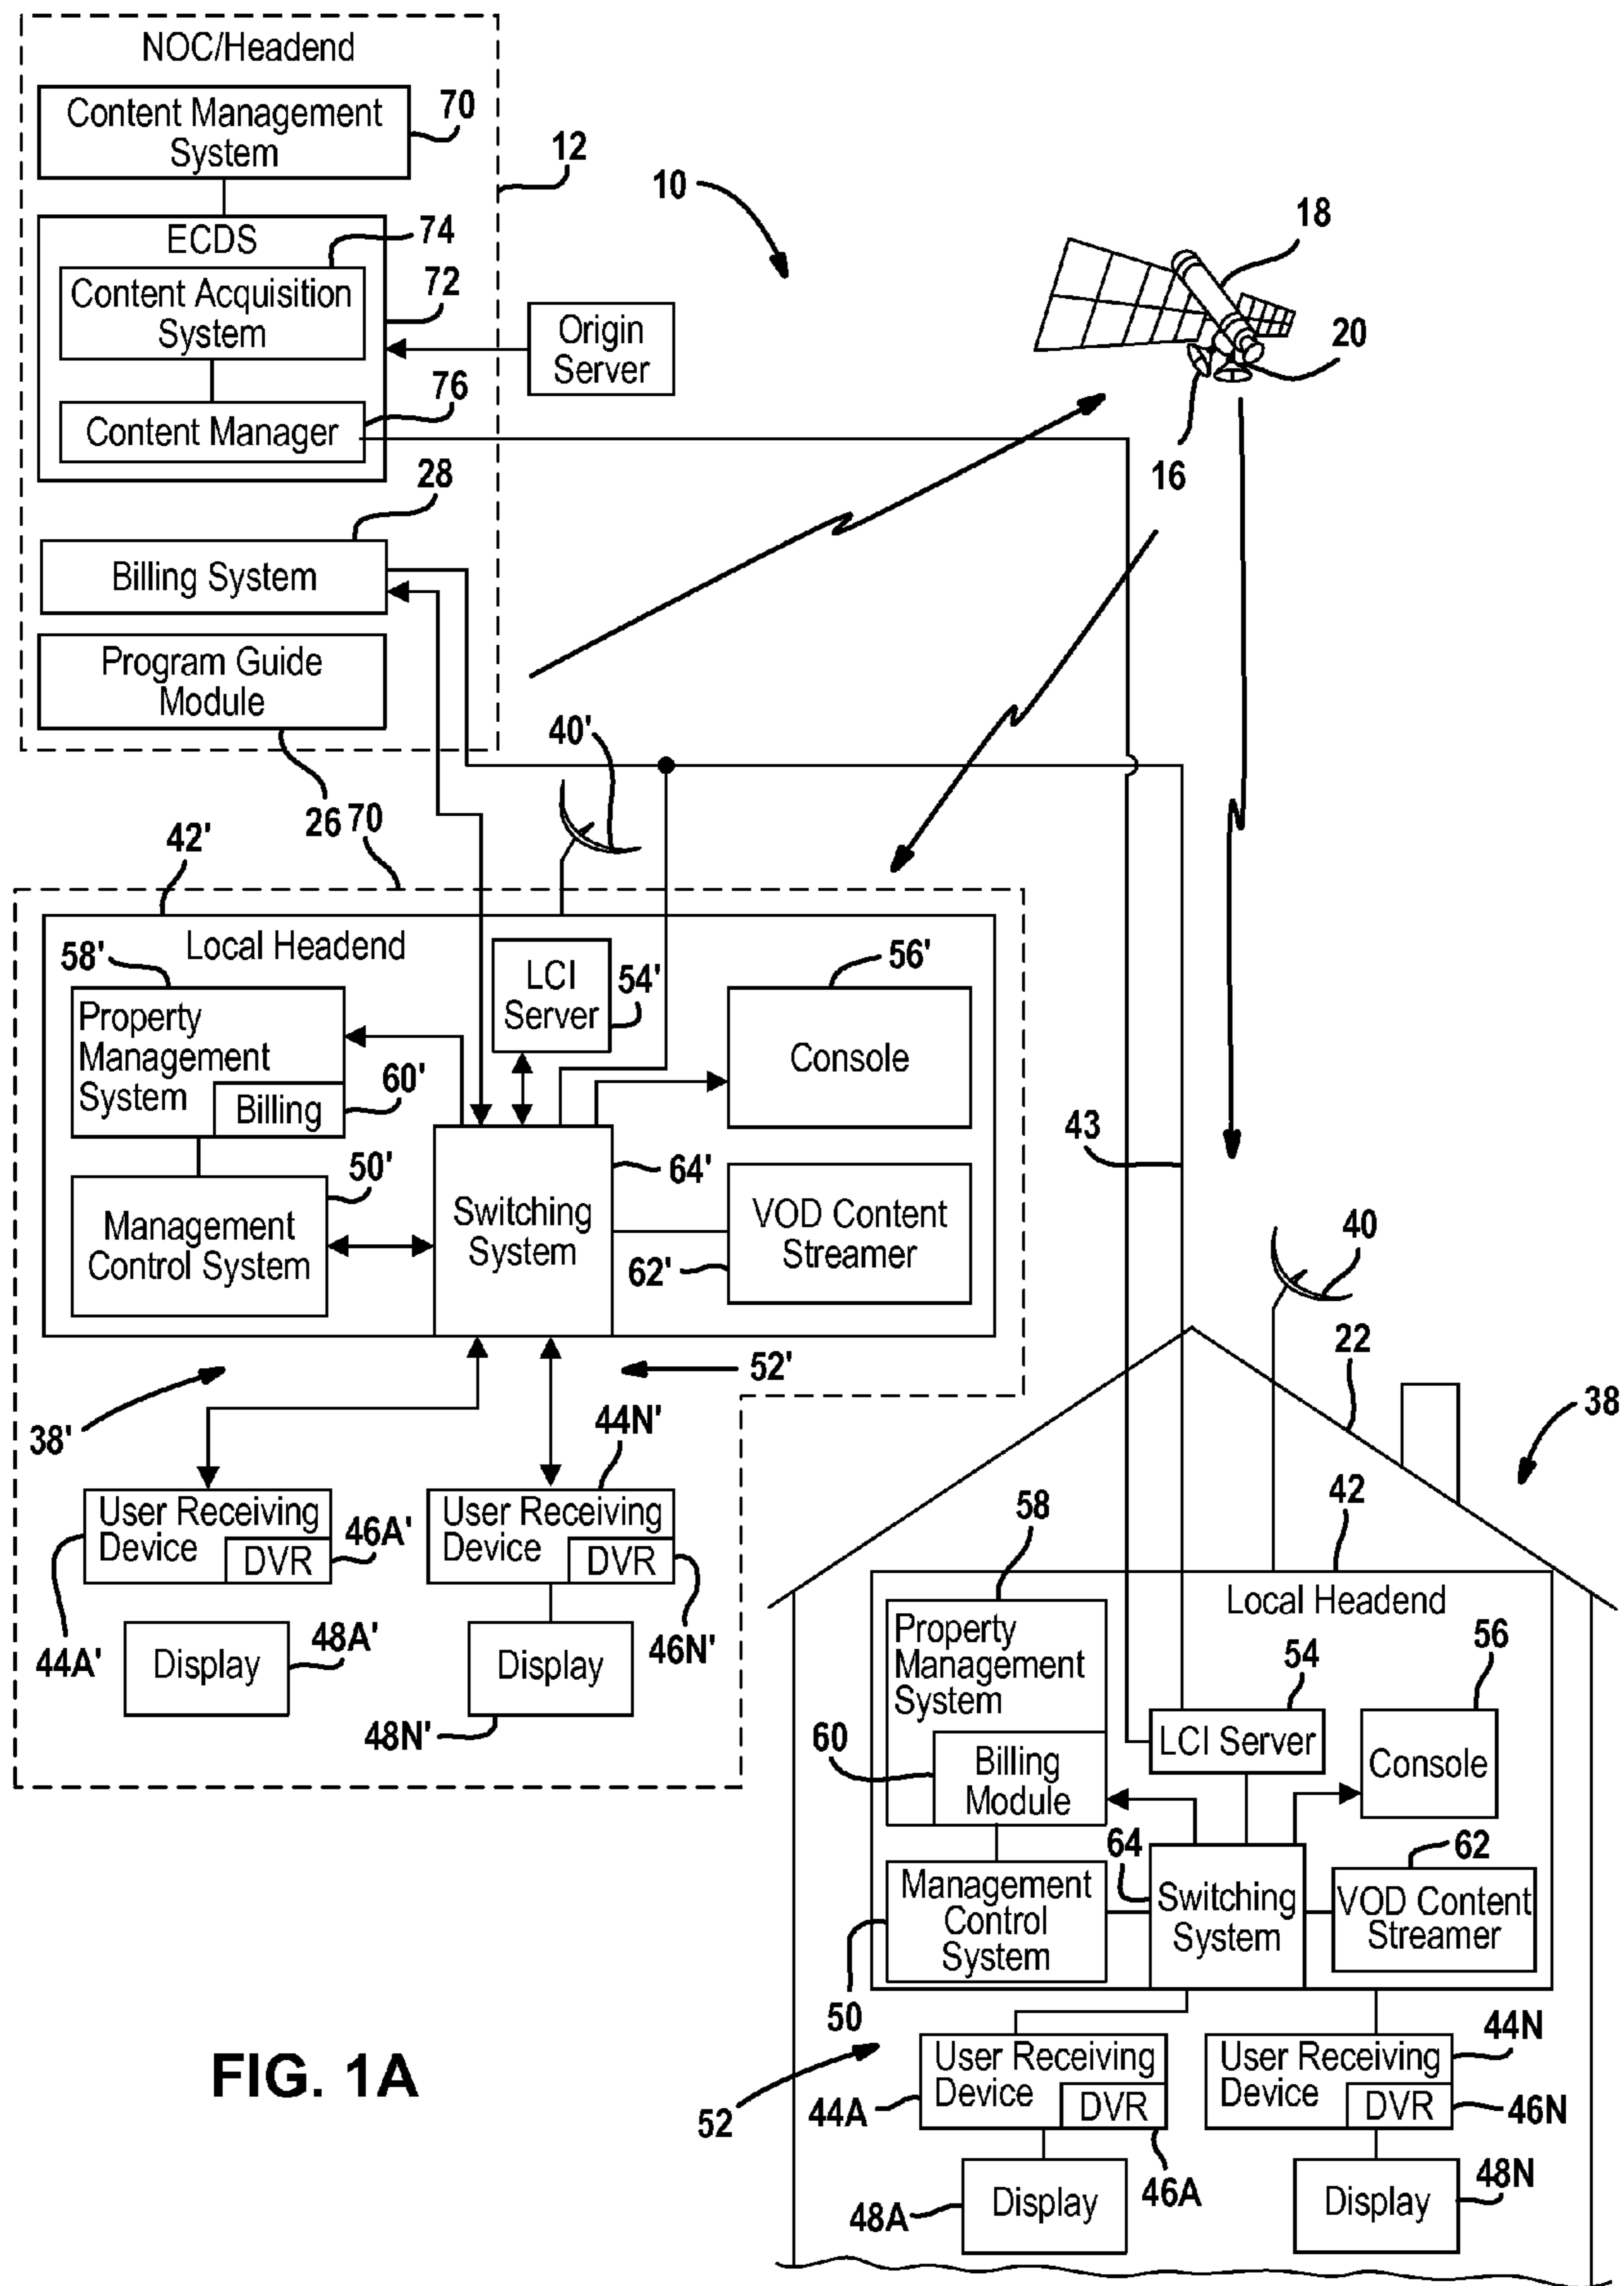 NOC/Headend
Content Management
System
70
12
10
18
ECDS
74
Content Acquisition
System
72
Origin
Server
20
76
Content Manager
16
28
Billing System
Program Guide
Module
40'
26
70
42'
Local Headend
58'
LCI
Server
54'
56'
Property
Management
System
60'
Billing
Console
43
50'
64'
Management
Control System
Switching
System
VOD Content
Streamer
62'
40
22
52'
38'
38
44N'
User Receiving
Device
DVR
46A'
User Receiving
Device
DVR
58
42
44A'
Display
48A'
Display
46N'
48N'
Local Headend
Property
Management
System
54
56
60
Billing
Module
LCI Server
Console
64
62
Management
Control
System
Switching
System
VOD Content
Streamer
50
44N
FIG. 1A
User Receiving
Device
DVR
User Receiving
Device
DVR
52
44A
46N
46A
48N
48A
Display
Display